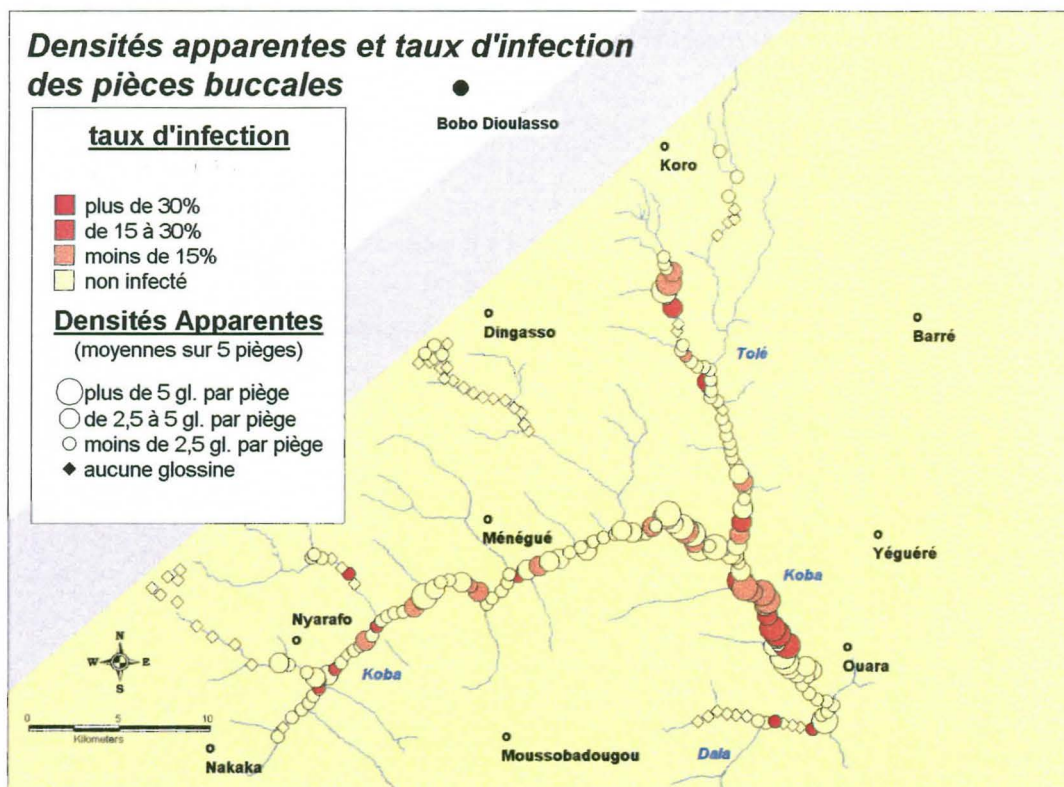 Densités apparentes et taux d'infection
des pièces buccales
Bobo Dioulasso
taux d'infection
plus de 30%
de 15 à 30%
moins de 15%
non infecté
Densités Apparentes
(moyennes sur 5 pièges)
plus de 5 gl. par piège
de 2,5 à 5 gl. par piège
moins de 2,5 gl. par piège
aucune glossine
Koro
Dingasso
Barré
Tolé
Ménégué
Yéguéré
Koba
Nyarafo
Koba
Ouara
N
W E
S
0 5 10
Kilometers
Nakaka
Moussobadougou
Dala